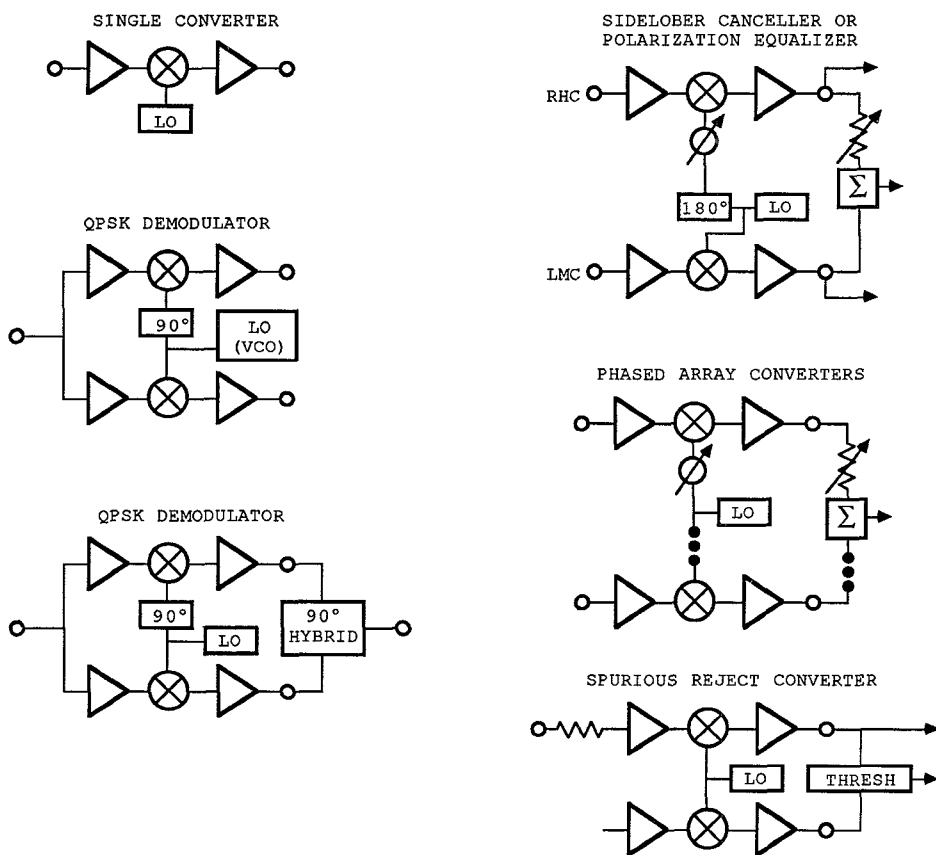 SINGLE CONVERTER
LO
QPSK DEMODULATOR
90°
LO
(VCO)
QPSK DEMODULATOR
90°
LO
90°
HYBRID
SIDELOBER CANCELLER OR
POLARIZATION EQUALIZER
RHC
180°
LO
Σ
LMC
PHASED ARRAY CONVERTERS
LO
Σ
SPURIOUS REJECT CONVERTER
LO
THRESH